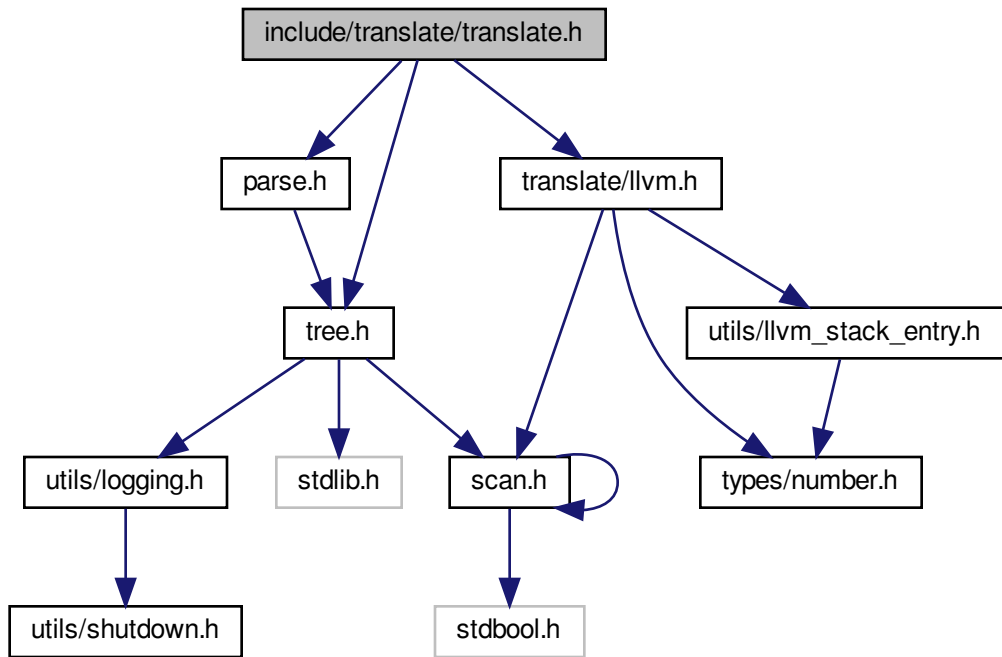 include/translate/translate.h
parse.h
translate/llvm.h
tree.h
utils/llvm_stack_entry.h
utils/logging.h
stdlib.h
scan.h
types/number.h
utils/shutdown.h
stdbool.h